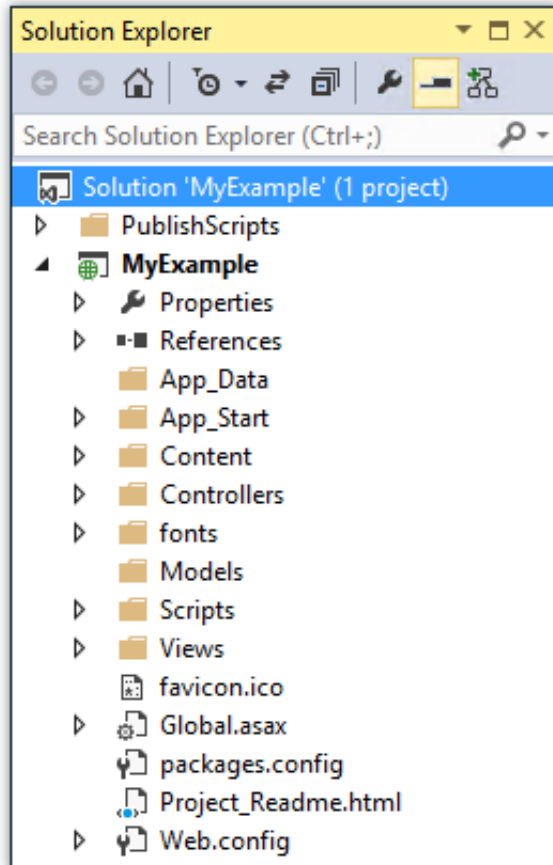 Solution Explorer
Search Solution Explorer (Ctrl+;)
Solution 'MyExample' (1 project)
PublishScripts
MyExample
Properties
References
App_Data
App_Start
Content
Controllers
fonts
Models
Scripts
Views
favicon.ico
Global.asax
packages.config
Project_Readme.html
Web.config